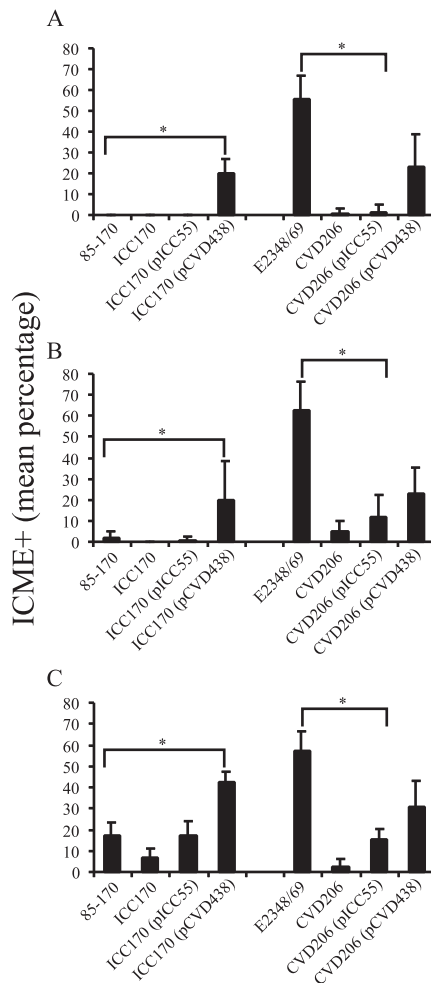 A
80
70
60
50
40
30
20
10
0
*
*
85-170
ICC170
ICC170 (pICC55)
ICC170 (pCVD438)
E2348/69
CVD206
CVD206 (pICC55)
CVD206 (pCVD438)
ICME+ (mean percentage)
B
80
70
60
50
40
30
20
10
0
*
*
85-170
ICC170
ICC170 (pICC55)
ICC170 (pCVD438)
E2348/69
CVD206
CVD206 (pICC55)
CVD206 (pCVD438)
C
80
70
60
50
40
30
20
10
0
*
*
85-170
ICC170
ICC170 (pICC55)
ICC170 (pCVD438)
E2348/69
CVD206
CVD206 (pICC55)
CVD206 (pCVD438)